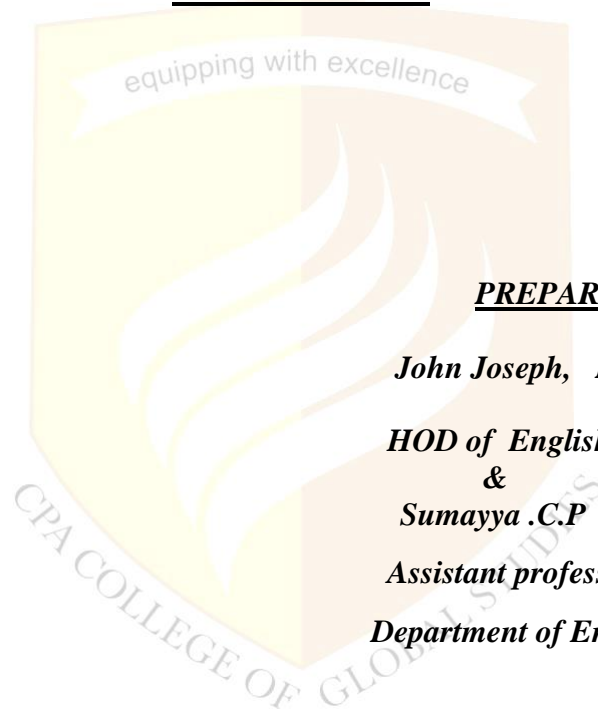 equipping with excellence
PREPAR
John Joseph,
HOD of English
&
Sumayya .C.P
Assistant profess
Department of En
CPA COLLEGE OF GLOBAL STUDIES